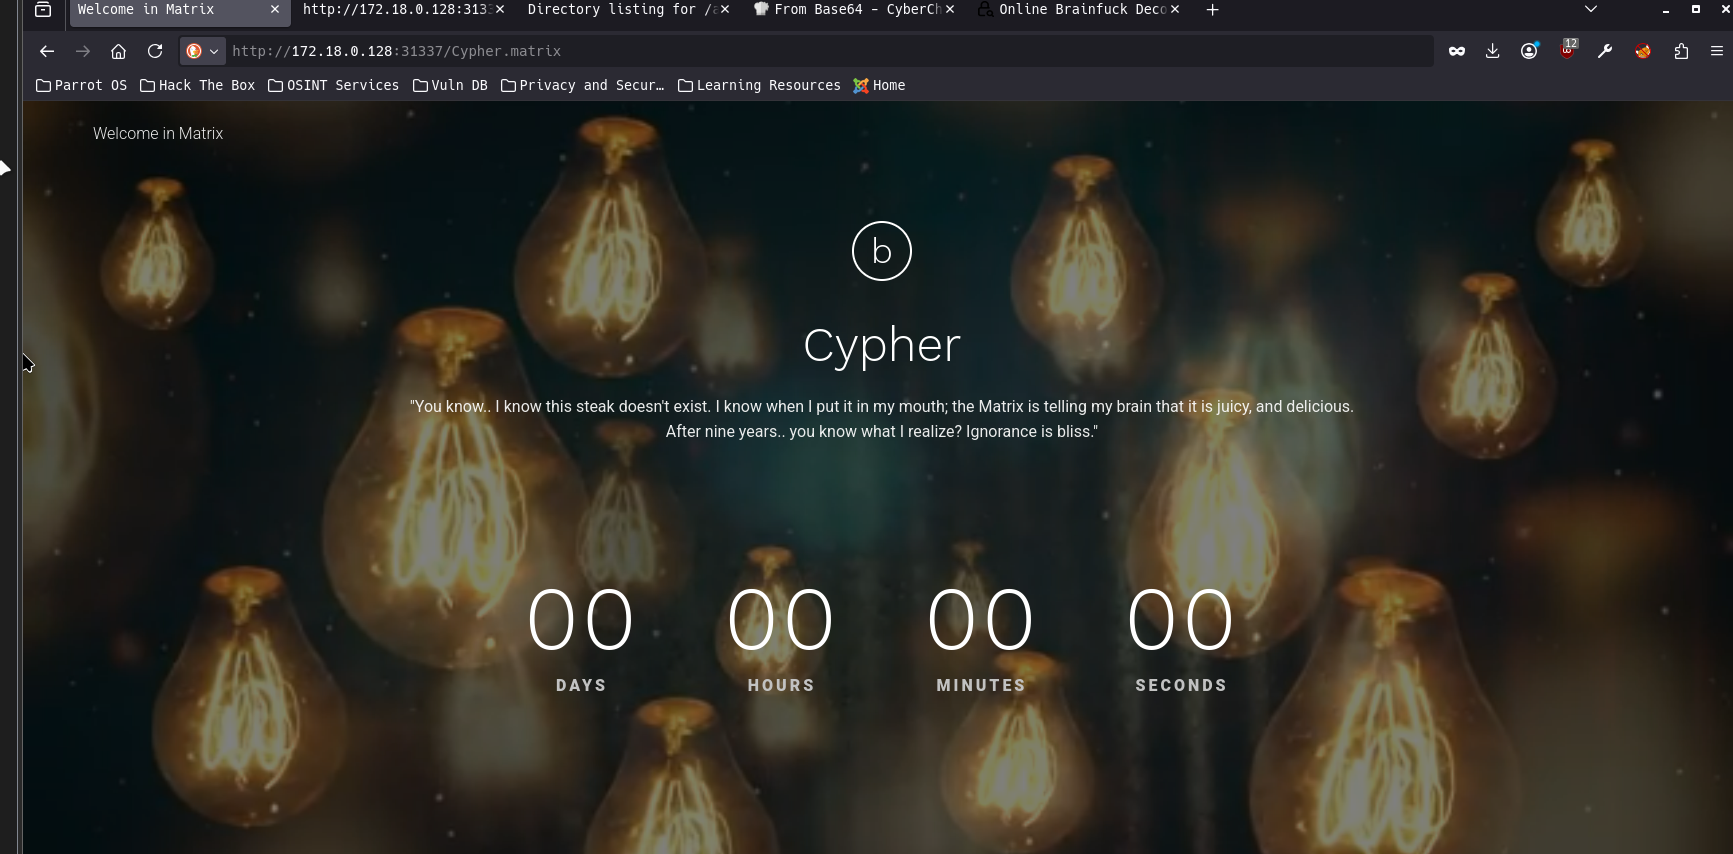 Welcome in Matrix
http://172.18.0.128:3133
Directory listing for /a
From Base64 - CyberCh
Online Brainfuck Deco
http://172.18.0.128:31337/Cypher.matrix
12
Parrot OS
Hack The Box
OSINT Services
Vuln DB
Privacy and Secur…
Learning Resources
Home
Welcome in Matrix
b
Cypher
"You know.. I know this steak doesn't exist. I know when I put it in my mouth; the Matrix is telling my brain that it is juicy, and delicious.
After nine years.. you know what I realize? Ignorance is bliss."
00 00 00 00
DAYS HOURS MINUTES SECONDS